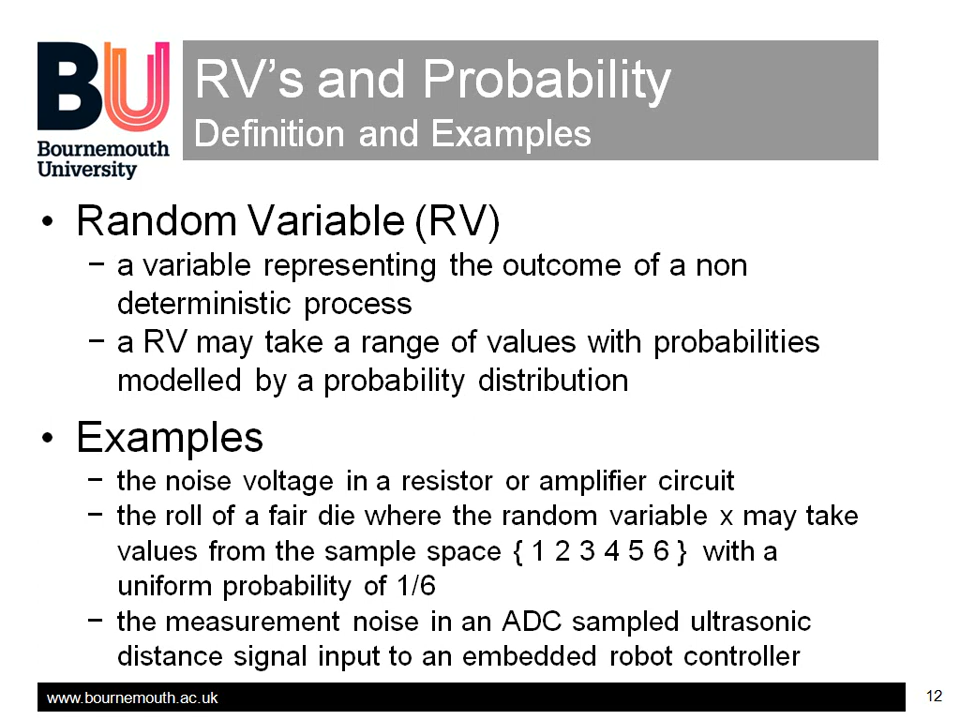 BU
Bournemouth
University
RV's and Probability
Definition and Examples
• Random Variable (RV)
− a variable representing the outcome of a non
deterministic process
− a RV may take a range of values with probabilities
modelled by a probability distribution
• Examples
− the noise voltage in a resistor or amplifier circuit
− the roll of a fair die where the random variable x may take
values from the sample space { 1 2 3 4 5 6 } with a
uniform probability of 1/6
− the measurement noise in an ADC sampled ultrasonic
distance signal input to an embedded robot controller
www.bournemouth.ac.uk
12